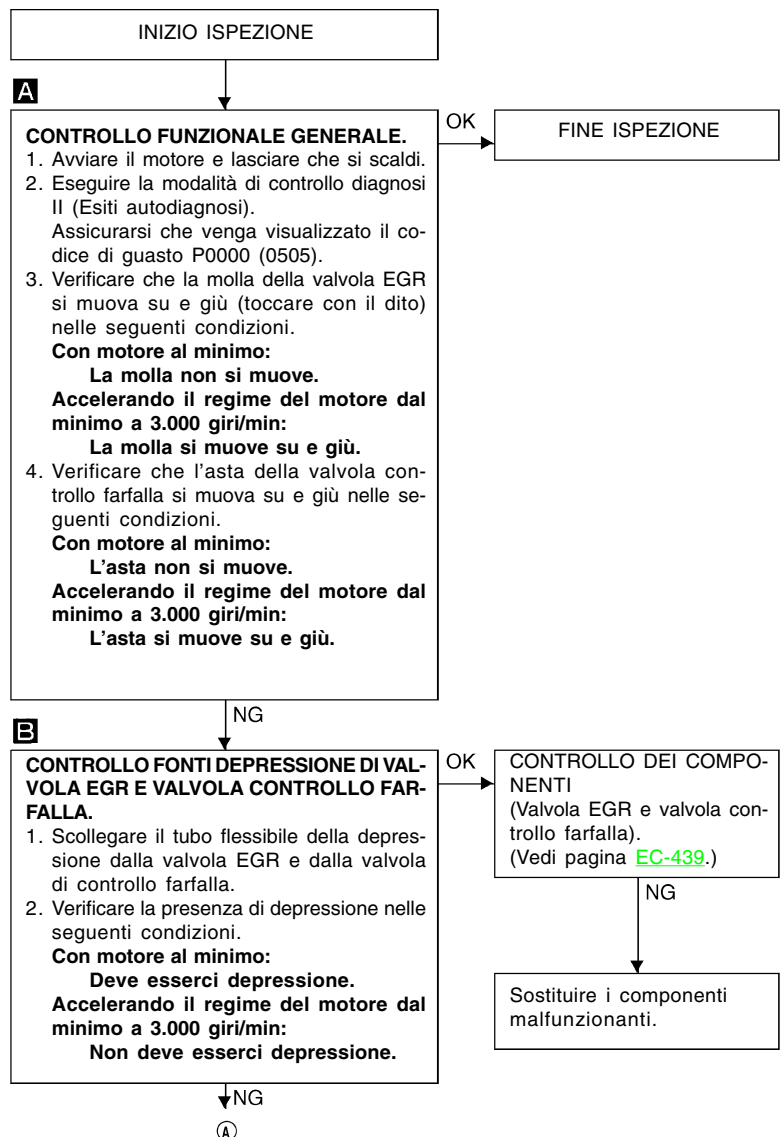 INIZIO ISPEZIONE
A
CONTROLLO FUNZIONALE GENERALE.
1. Avviare il motore e lasciare che si scaldi.
2. Eseguire la modalità di controllo diagnosi
II (Esiti autodiagnosi).
Assicurarsi che venga visualizzato il co-
dice di guasto P0000 (0505).
3. Verificare che la molla della valvola EGR
si muova su e giù (toccare con il dito)
nelle seguenti condizioni.
Con motore al minimo:
La molla non si muove.
Accelerando il regime del motore dal
minimo a 3.000 giri/min:
La molla si muove su e giù.
4. Verificare che l'asta della valvola con-
trollo farfalla si muova su e giù nelle se-
guenti condizioni.
Con motore al minimo:
L'asta non si muove.
Accelerando il regime del motore dal
minimo a 3.000 giri/min:
L'asta si muove su e giù.
OK
FINE ISPEZIONE
NG
B
CONTROLLO FONTI DEPRESSIONE DI VAL-
VOLA EGR E VALVOLA CONTROLLO FAR-
FALLA.
1. Scollegare il tubo flessibile della depres-
sione dalla valvola EGR e dalla valvola
di controllo farfalla.
2. Verificare la presenza di depressione nelle
seguenti condizioni.
Con motore al minimo:
Deve esserci depressione.
Accelerando il regime del motore dal
minimo a 3.000 giri/min:
Non deve esserci depressione.
OK
CONTROLLO DEI COMPO-
NENTI
(Valvola EGR e valvola con-
trollo farfalla).
(Vedi pagina EC-439.)
NG
Sostituire i componenti
malfunzionanti.
NG
A